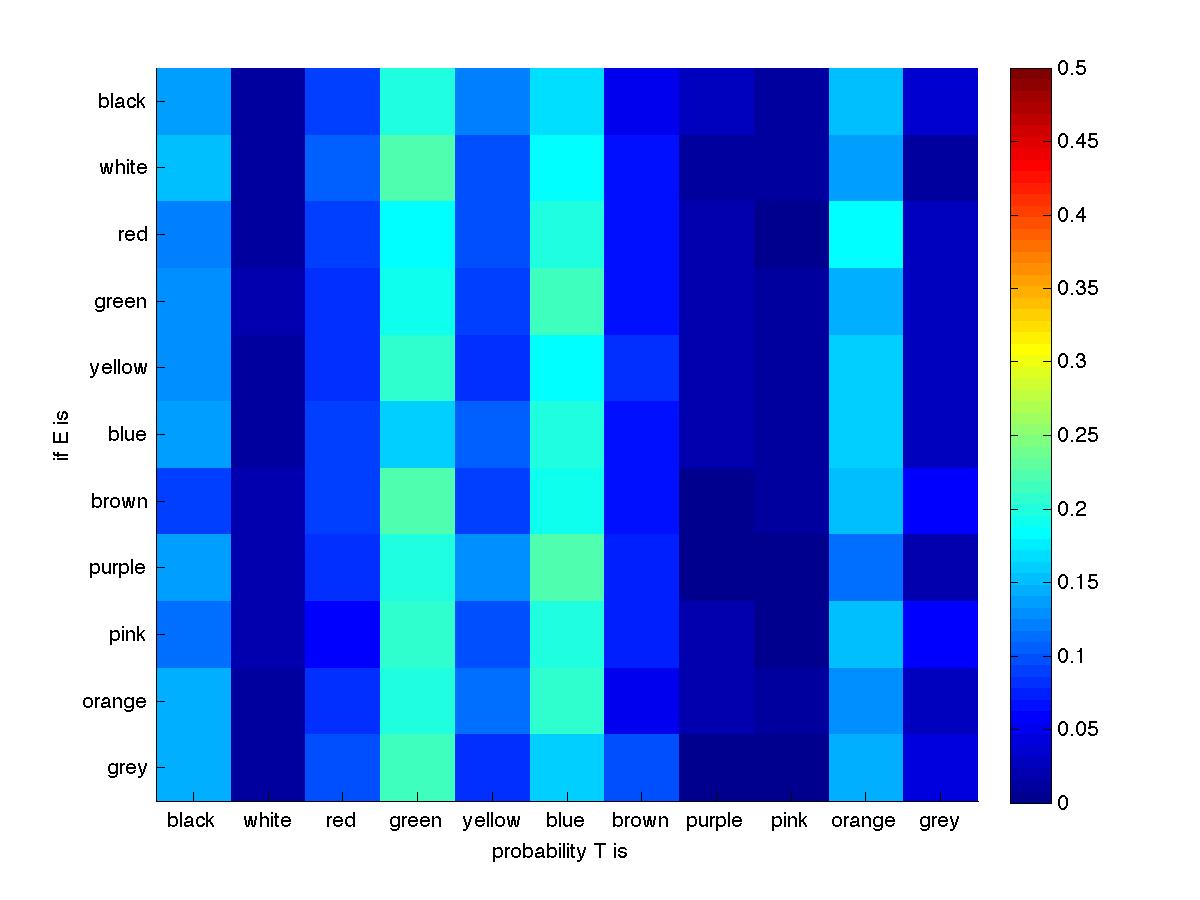 black
white
red
green
yellow
blue
brown
purple
pink
orange
grey
if E is
black white red green yellow blue brown purple pink orange grey
probability T is
0.5
0.45
0.4
0.35
0.3
0.25
0.2
0.15
0.1
0.05
0